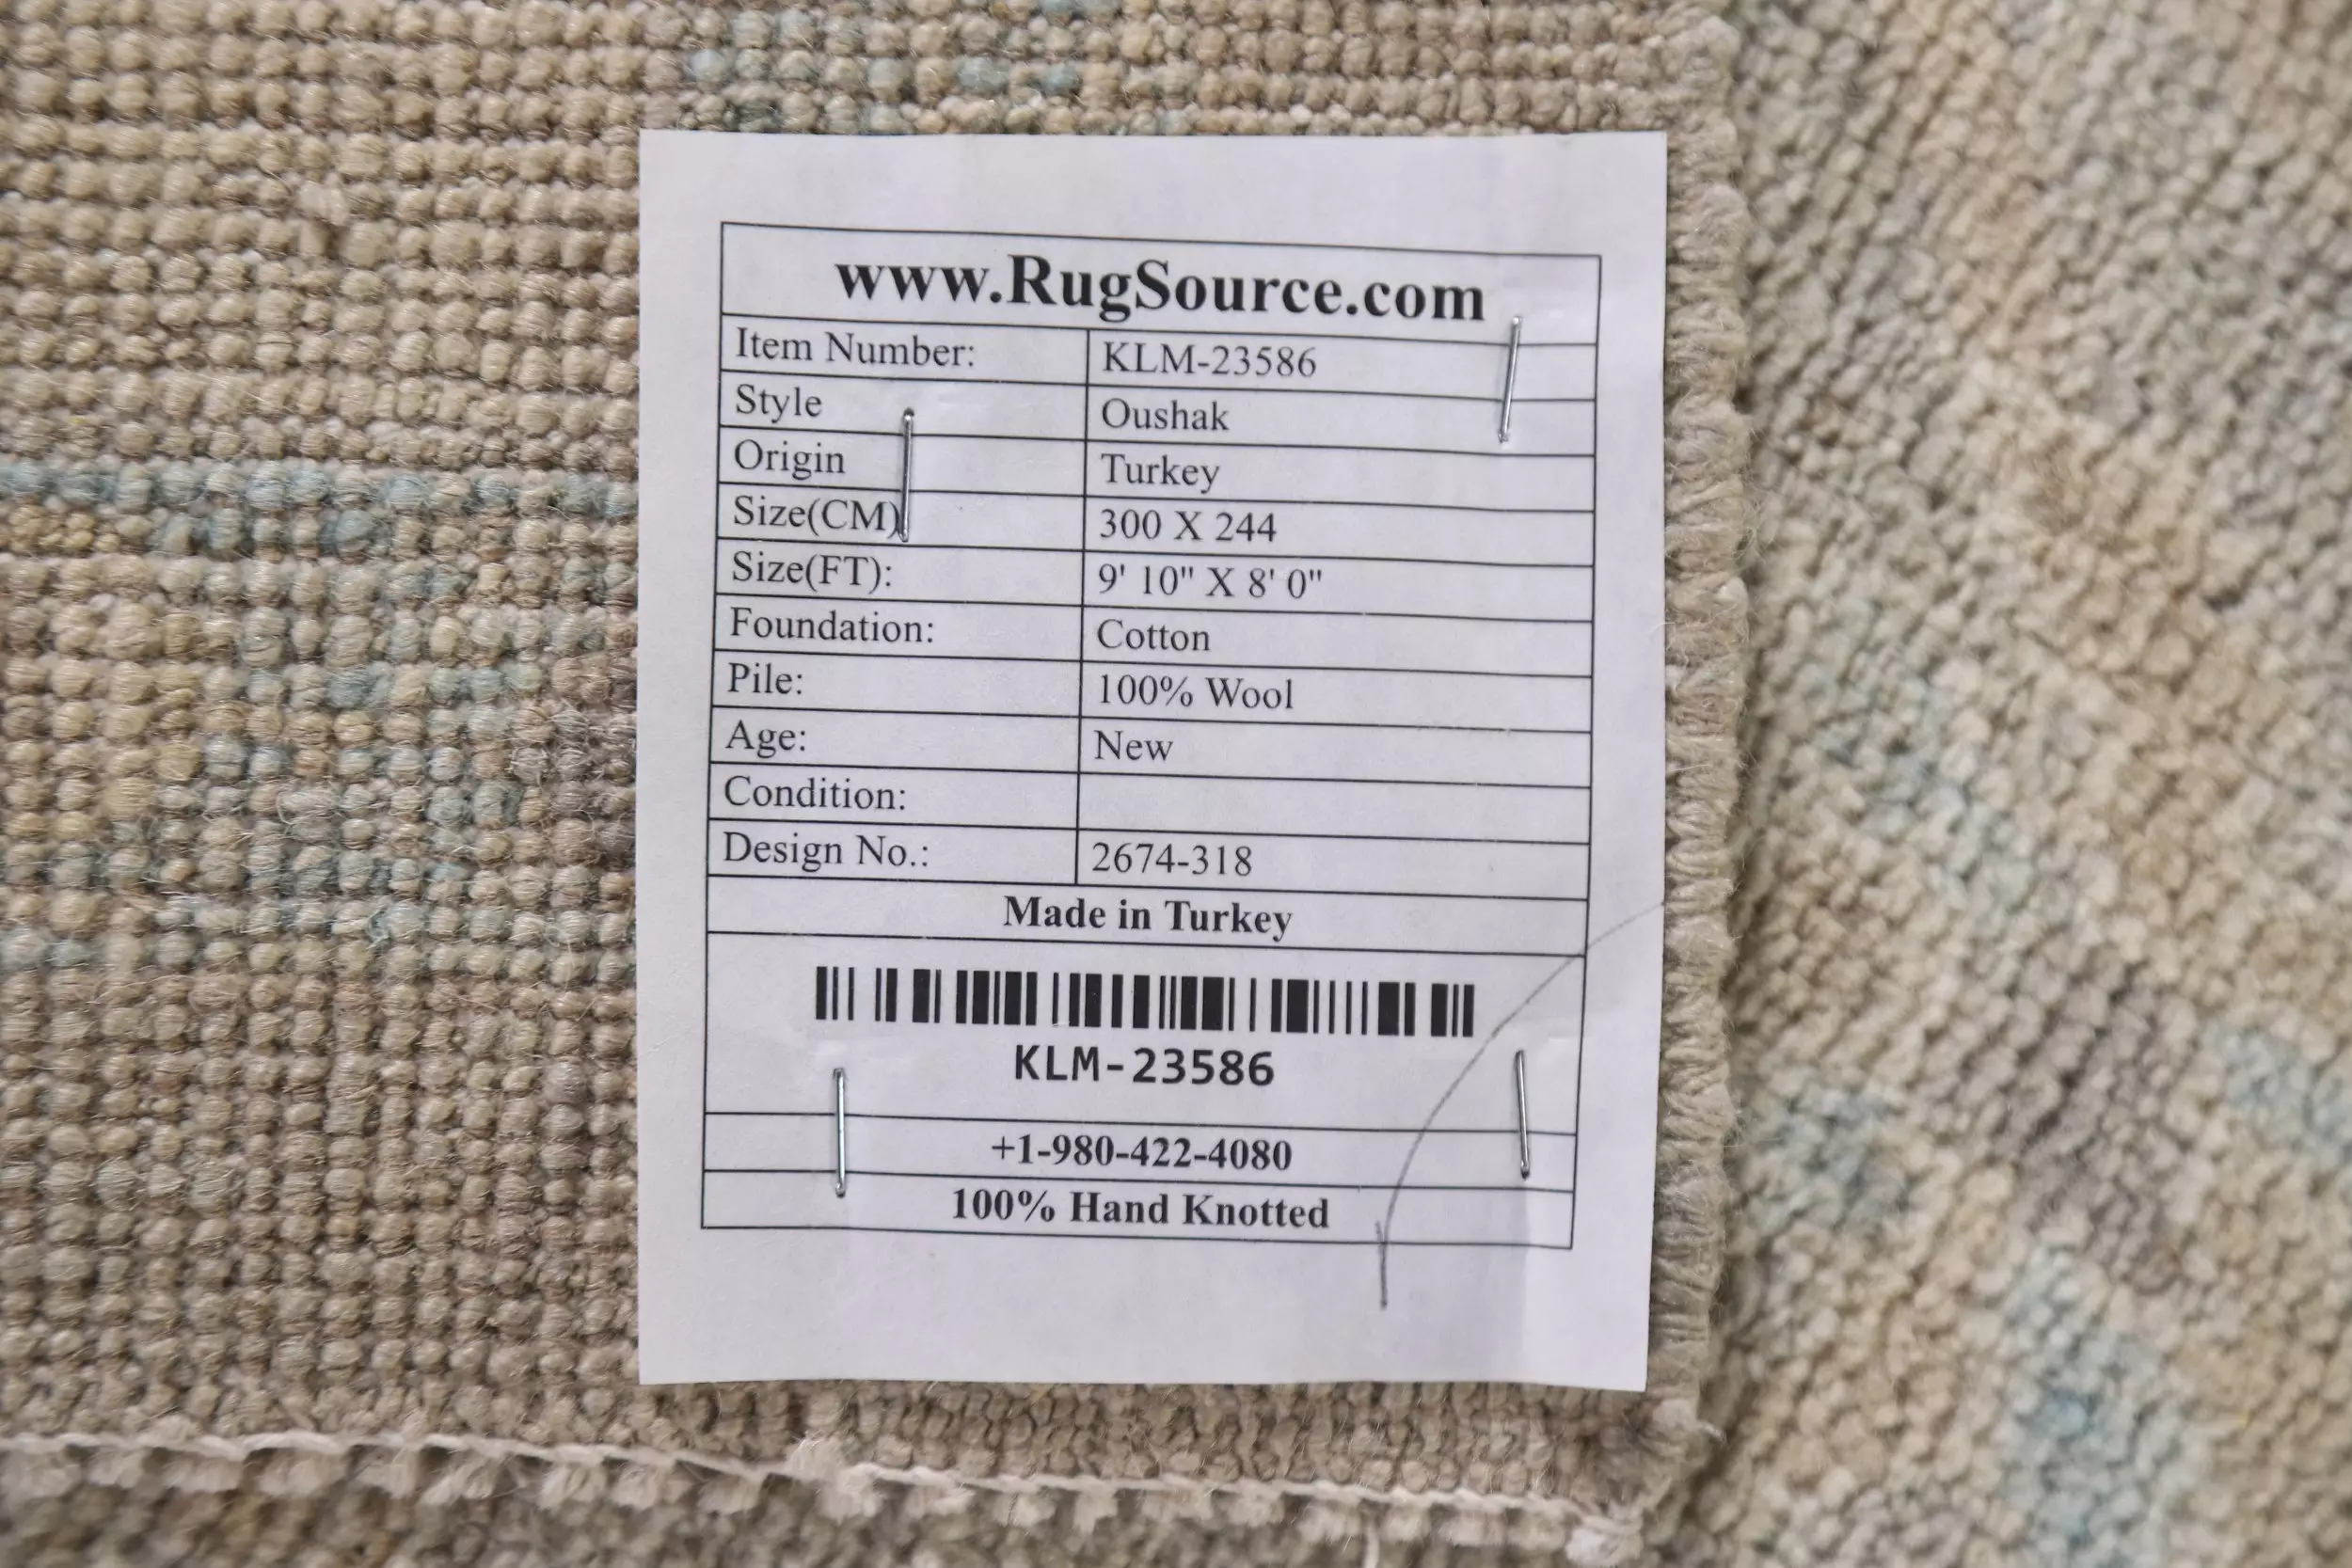 www.RugSource.com
Item Number: KLM-23586
Style Oushak
Origin Turkey
Size(CM) 300 X 244
Size(FT): 9' 10" X 8' 0"
Foundation: Cotton
Pile: 100% Wool
Age: New
Condition:
Design No.: 2674-318
Made in Turkey
KLM-23586
+1-980-422-4080
100% Hand Knotted